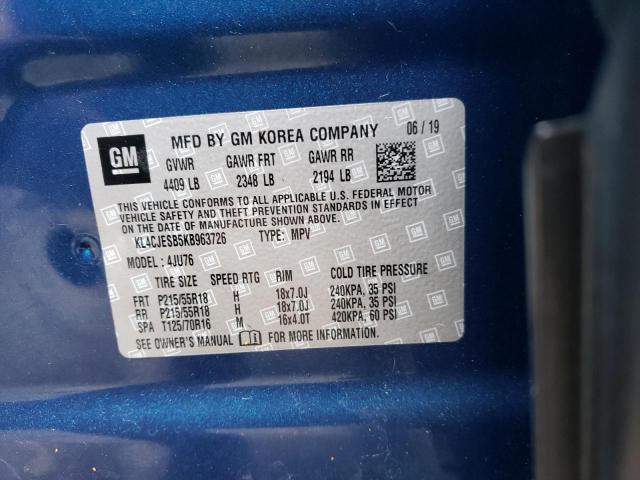 GM
MFD BY GM KOREA COMPANY 06 / 19
GVWR GAWR FRT GAWR RR
4409 LB 2348 LB 2194 LB
THIS VEHICLE CONFORMS TO ALL APPLICABLE U.S. FEDERAL MOTOR
VEHICLE SAFETY AND THEFT PREVENTION STANDARDS IN EFFECT
ON THE DATE OF MANUFACTURE SHOWN ABOVE.
KL4CJESB5KB963726 TYPE: MPV
MODEL : 4JU76
TIRE SIZE SPEED RTG RIM COLD TIRE PRESSURE
FRT P215/55R18 H 18x7.0J 240KPA, 35 PSI
RR P215/55R18 H 18x7.0J 240KPA, 35 PSI
SPA T125/70R16 M 16x4.0T 420KPA, 60 PSI
SEE OWNER'S MANUAL FOR MORE INFORMATION.